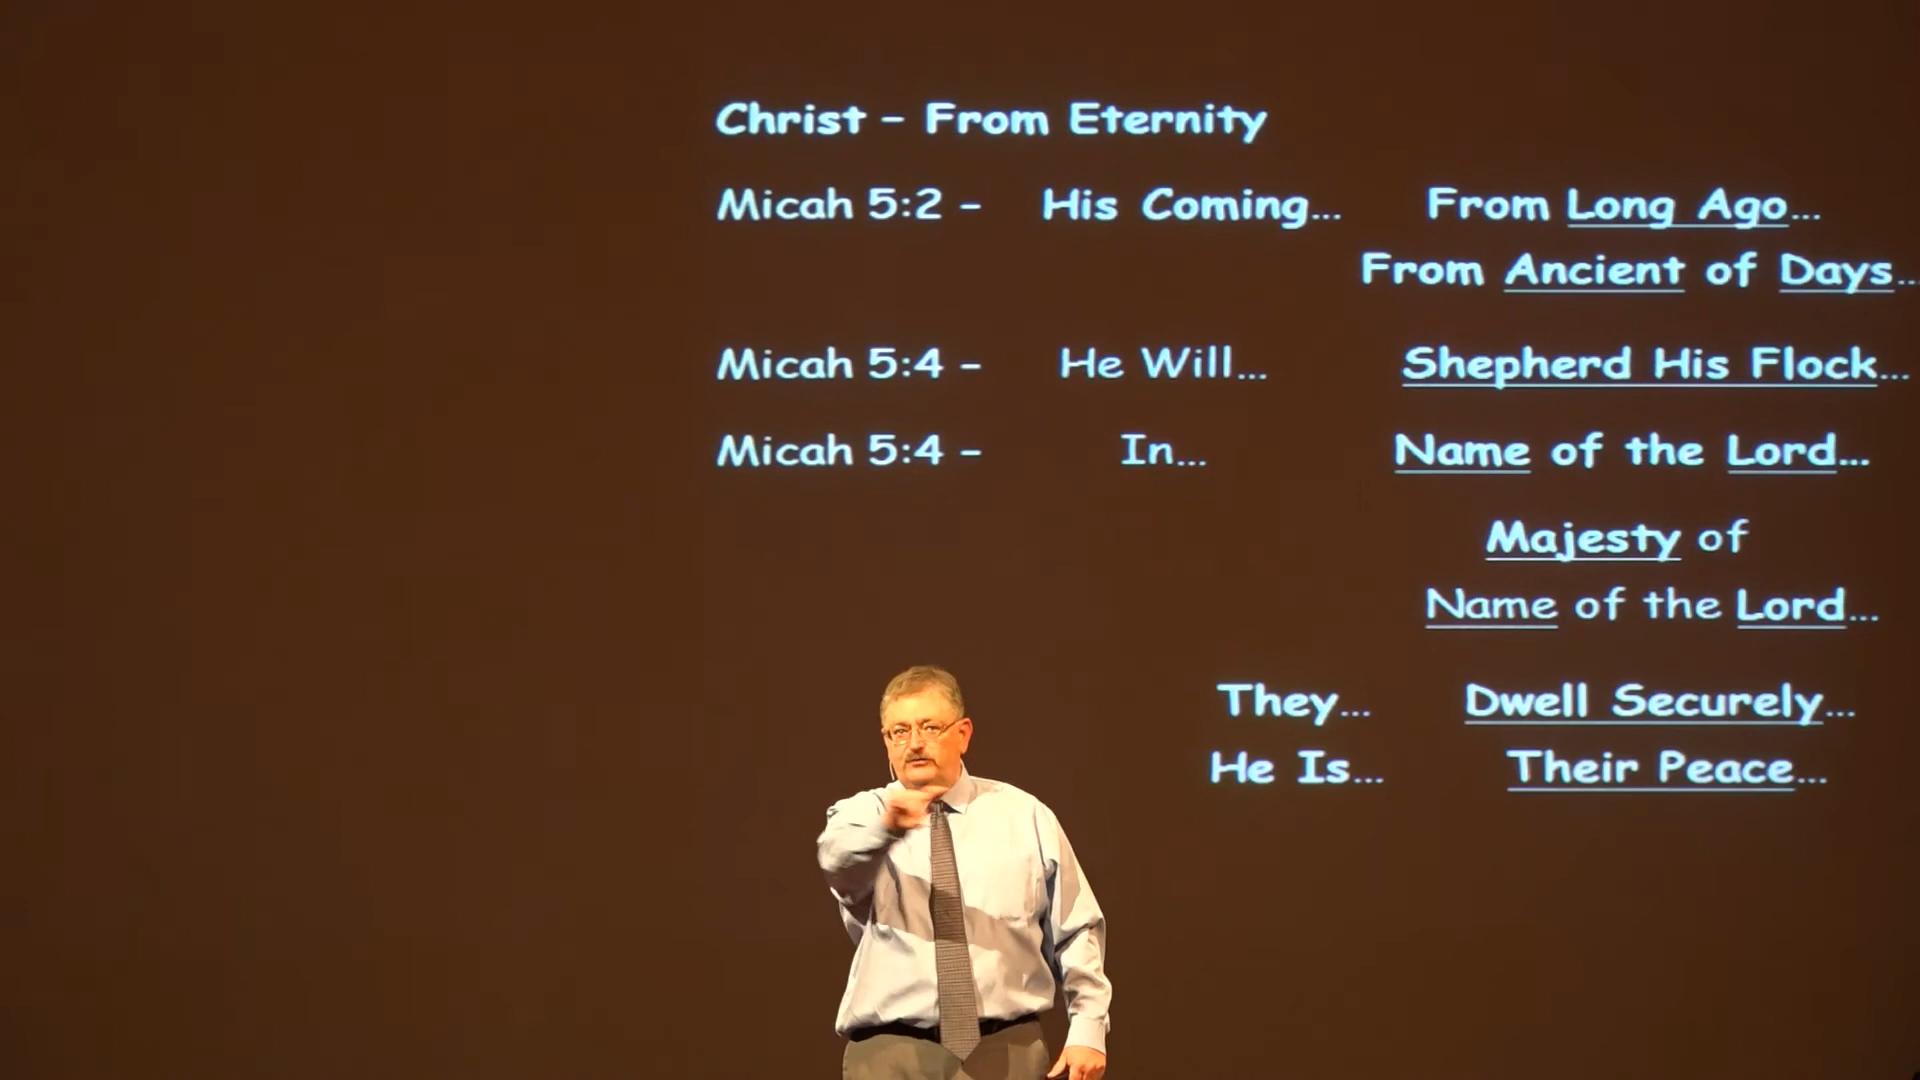 Christ – From Eternity
Micah 5:2 – His Coming... From Long Ago...
From Ancient of Days...
Micah 5:4 – He Will... Shepherd His Flock...
Micah 5:4 – In... Name of the Lord...
Majesty of
Name of the Lord...
They... Dwell Securely...
He Is... Their Peace...